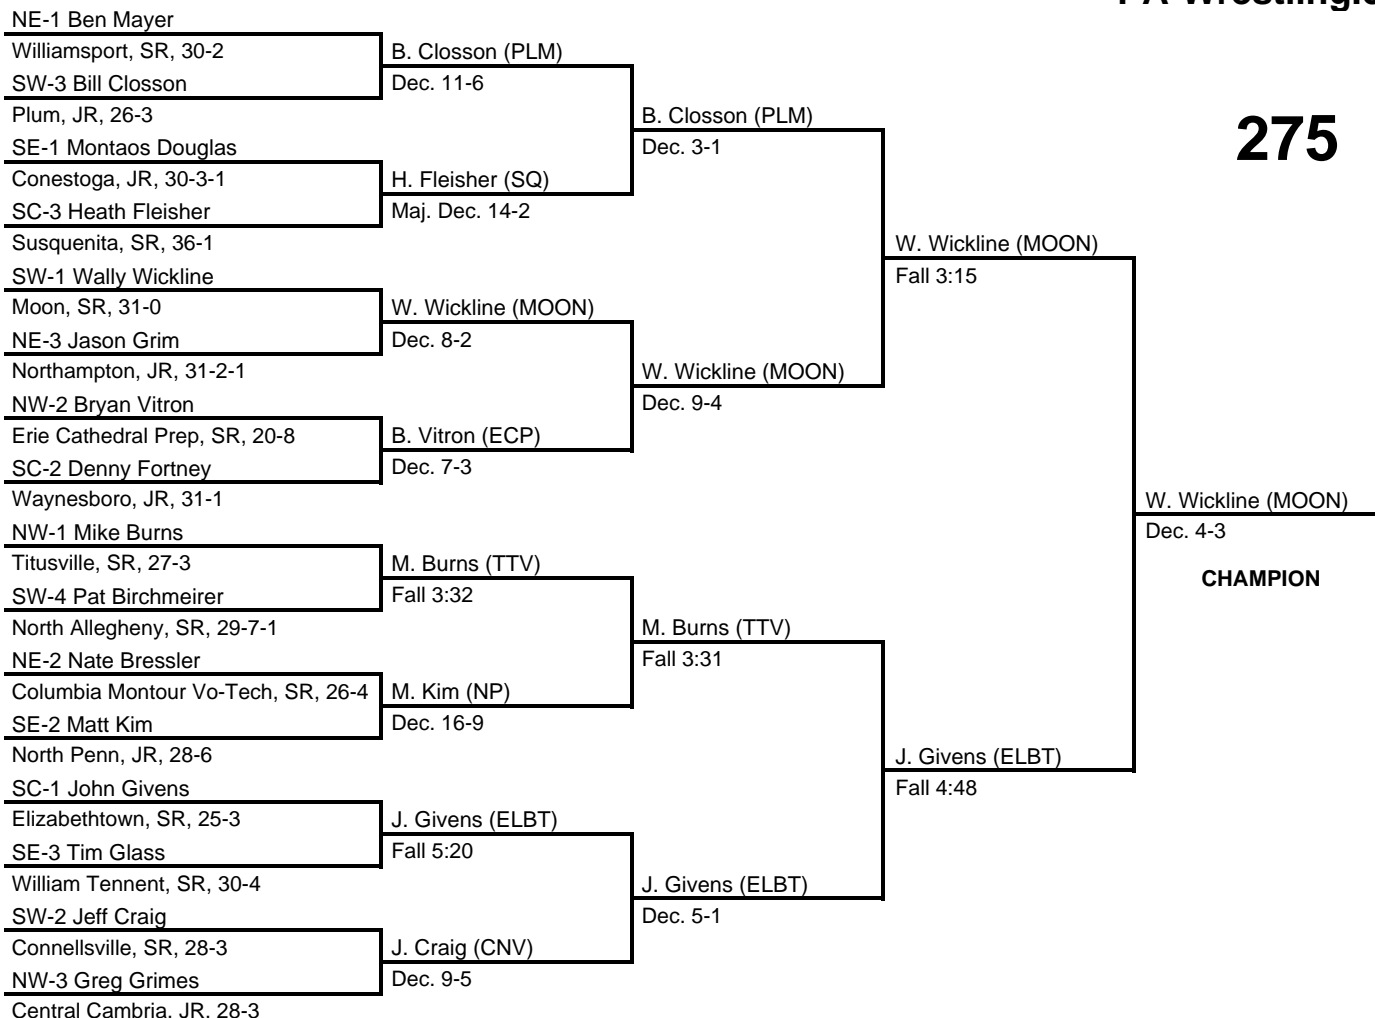 NE-1 Ben Mayer
Williamsport, SR, 30-2
SW-3 Bill Closson
Plum, JR, 26-3
SE-1 Montaos Douglas
Conestoga, JR, 30-3-1
SC-3 Heath Fleisher
Susquenita, SR, 36-1
SW-1 Wally Wickline
Moon, SR, 31-0
NE-3 Jason Grim
Northampton, JR, 31-2-1
NW-2 Bryan Vitron
Erie Cathedral Prep, SR, 20-8
SC-2 Denny Fortney
Waynesboro, JR, 31-1
NW-1 Mike Burns
Titusville, SR, 27-3
SW-4 Pat Birchmeirer
North Allegheny, SR, 29-7-1
NE-2 Nate Bressler
Columbia Montour Vo-Tech, SR, 26-4
SE-2 Matt Kim
North Penn, JR, 28-6
SC-1 John Givens
Elizabethtown, SR, 25-3
SE-3 Tim Glass
William Tennent, SR, 30-4
SW-2 Jeff Craig
Connellsville, SR, 28-3
NW-3 Greg Grimes
Central Cambria, JR, 28-3
B. Closson (PLM)
Dec. 11-6
H. Fleisher (SQ)
Maj. Dec. 14-2
W. Wickline (MOON)
Dec. 8-2
B. Vitron (ECP)
Dec. 7-3
M. Burns (TTV)
Fall 3:32
M. Kim (NP)
Dec. 16-9
J. Givens (ELBT)
Fall 5:20
J. Craig (CNV)
Dec. 9-5
B. Closson (PLM)
Dec. 3-1
W. Wickline (MOON)
Dec. 9-4
M. Burns (TTV)
Fall 3:31
J. Givens (ELBT)
Dec. 5-1
W. Wickline (MOON)
Fall 3:15
J. Givens (ELBT)
Fall 4:48
275
W. Wickline (MOON)
Dec. 4-3
CHAMPION